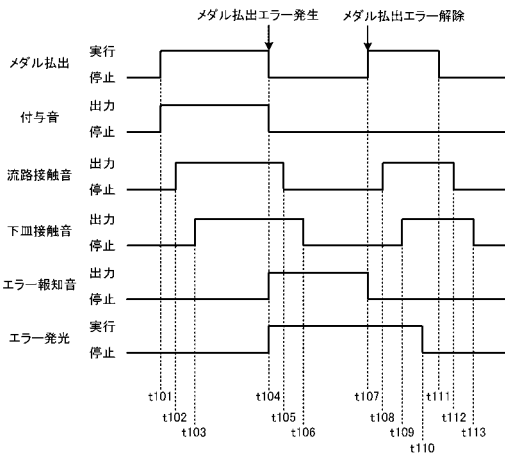 メダル払出エラー発生
メダル払出エラー解除
メダル払出
実行
停止
付与音
出力
停止
流路接触音
出力
停止
下皿接触音
出力
停止
エラー報知音
出力
停止
エラー発光
実行
停止
t101
t104
t107
t111
t102
t105
t108
t112
t103
t106
t109
t113
t110